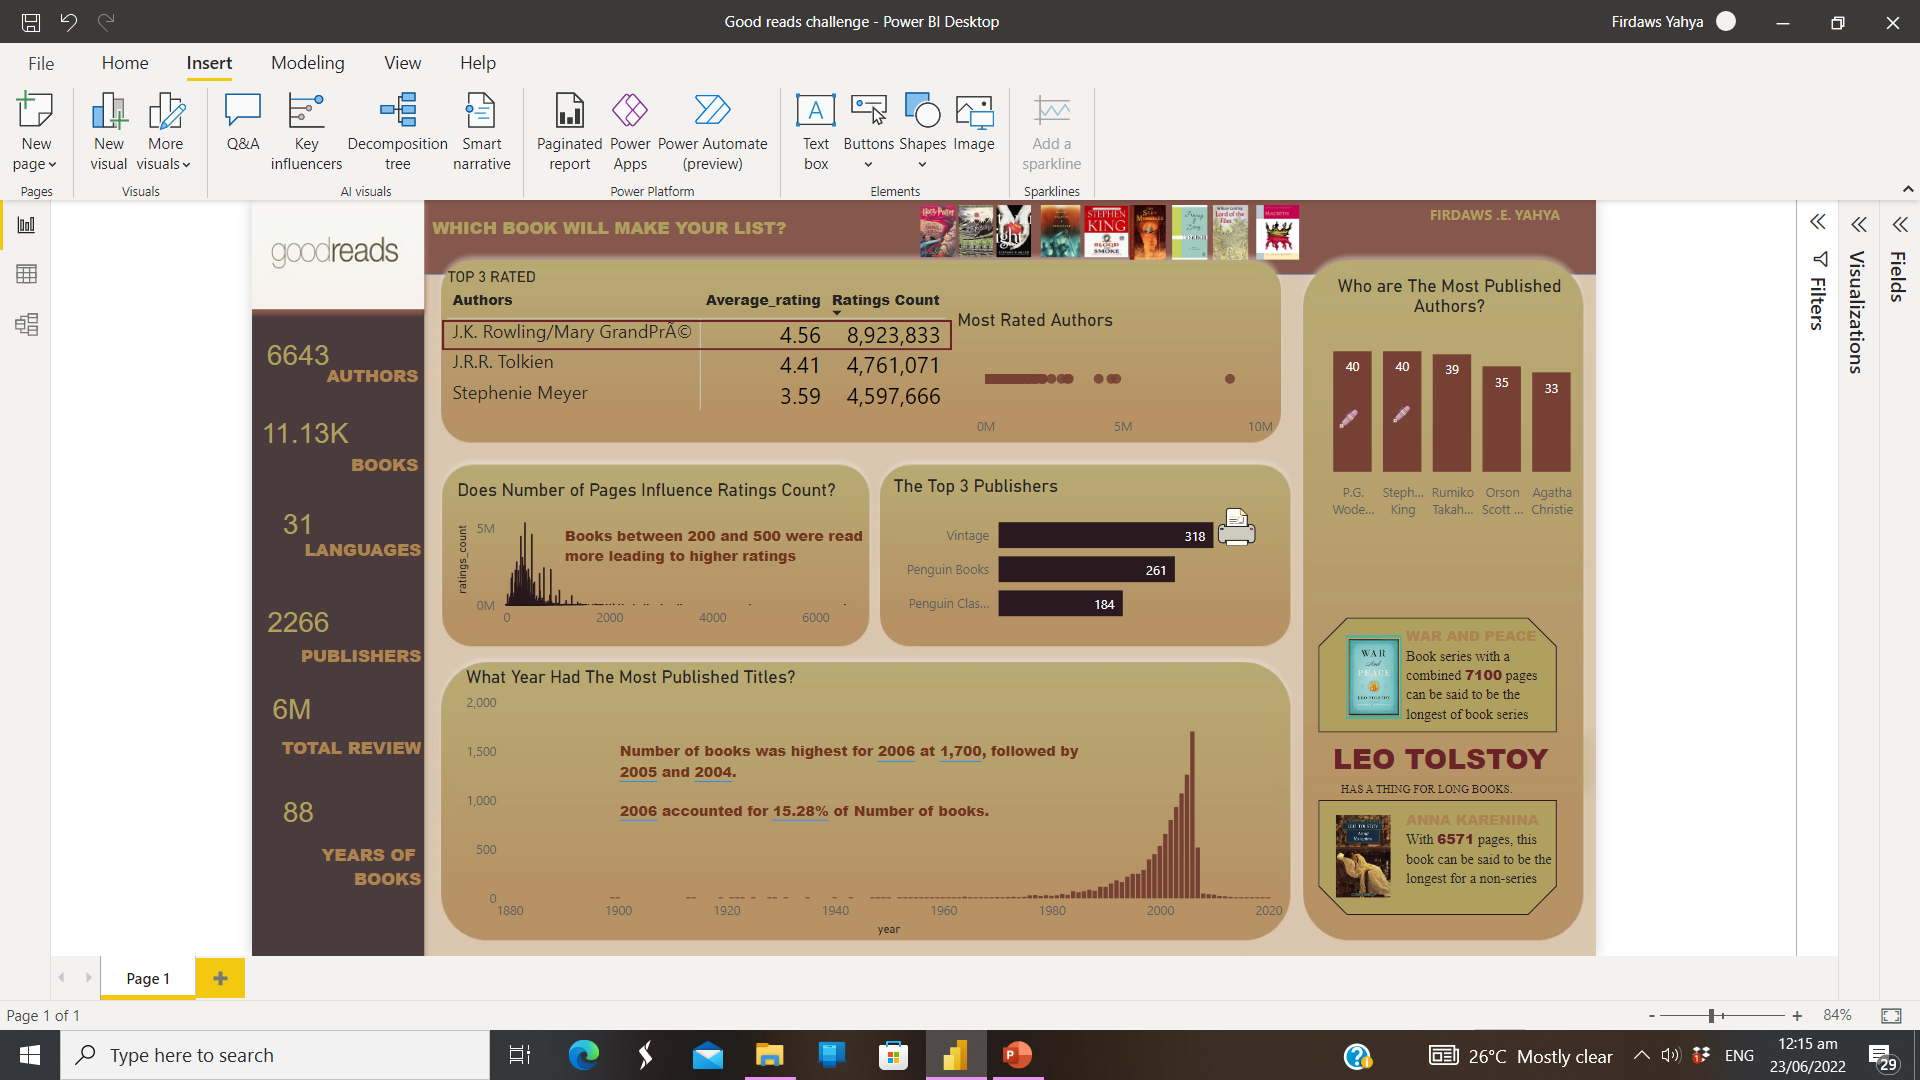 Good reads challenge - Power BI Desktop
Firdaws Yahya
File
Home
Insert
Modeling
View
Help
New
page
New
visual
More
visuals
Q&A
Key
influencers
Decomposition
tree
Smart
narrative
Paginated
report
Power
Apps
Power Automate
(preview)
Text
box
Buttons
Shapes
Image
Add a
sparkline
Pages
Visuals
AI visuals
Power Platform
Elements
Sparklines
goodreads
WHICH BOOK WILL MAKE YOUR LIST?
STEPHEN
KING
BLOOD
SMOKE
FIRDAWS .E. YAHYA
6643
AUTHORS
11.13K
BOOKS
31
LANGUAGES
2266
PUBLISHERS
6M
TOTAL REVIEW
88
YEARS OF
BOOKS
TOP 3 RATED
Authors Average_rating Ratings Count
J.K. Rowling/Mary GrandPrÃ© 4.56 8,923,833
J.R.R. Tolkien 4.41 4,761,071
Stephenie Meyer 3.59 4,597,666
Most Rated Authors
0M 5M 10M
Does Number of Pages Influence Ratings Count?
ratings_count
5M
0M
0 2000 4000 6000
Books between 200 and 500 were read
more leading to higher ratings
The Top 3 Publishers
Vintage 318
Penguin Books 261
Penguin Clas... 184
What Year Had The Most Published Titles?
2,000
1,500
1,000
500
0
1880 1900 1920 1940 1960 1980 2000 2020
year
Number of books was highest for 2006 at 1,700, followed by
2005 and 2004.
2006 accounted for 15.28% of Number of books.
Who are The Most Published
Authors?
40 40 39 35 33
P.G. Steph... Rumiko Orson Agatha
Wode... King Takah... Scott ... Christie
WAR
And
PEACE
LEO TOLSTOY
WAR AND PEACE
Book series with a
combined 7100 pages
can be said to be the
longest of book series
LEO TOLSTOY
HAS A THING FOR LONG BOOKS.
ANNA KARENINA
With 6571 pages, this
book can be said to be the
longest for a non-series
Filters
Visualizations
Fields
Page 1
Page 1 of 1
- + 84%
Type here to search
26°C Mostly clear
ENG
12:15 am
23/06/2022
29